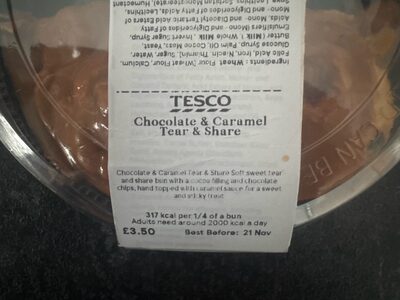 Ingredients: Wheat Flour (Wheat Flour, Calcium,
Folic Acid, Iron, Niacin, Thiamin), Sugar, Water,
Glucose Syrup, Palm Oil, Cocoa Mass, Yeast,
Butter (Milk), Whole Milk, Invert Sugar Syrup,
Emulsifiers (Mono- and Diglycerides of Fatty
Acids, Mono- and Diacetyl Tartaric Acid Esters of
Mono- and Diglycerides of Fatty Acids, Lecithins,
TESCO
Chocolate & Caramel
Tear & Share
Chocolate & Caramel Tear & Share Soft sweet tear
and share bun with a cocoa filling and chocolate
chips, hand topped with caramel sauce for a sweet
and sticky treat
317 kcal per 1/4 of a bun
Adults need around 2000 kcal a day
£3.50 Best Before: 21 Nov
CAN BE